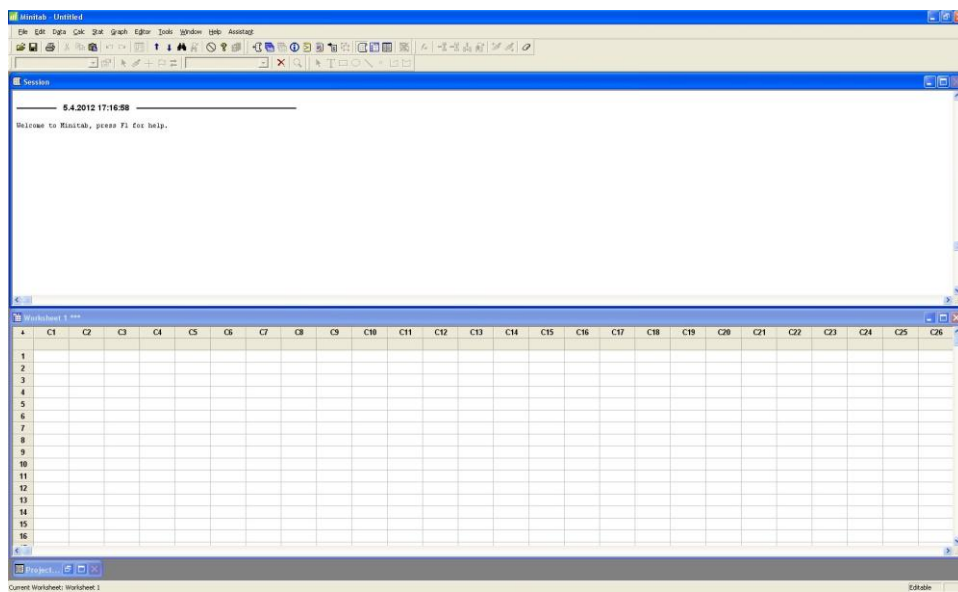 Minitab - Untitled
File Edit Data Calc Stat Graph Editor Tools Window Help Assistant
Session
5.4.2012 17:16:58
Welcome to Minitab, press F1 for help.
Worksheet 1 ***
C1 C2 C3 C4 C5 C6 C7 C8 C9 C10 C11 C12 C13 C14 C15 C16 C17 C18 C19 C20 C21 C22 C23 C24 C25 C26
1
2
3
4
5
6
7
8
9
10
11
12
13
14
15
16
Project...
Current Worksheet: Worksheet 1 Editable